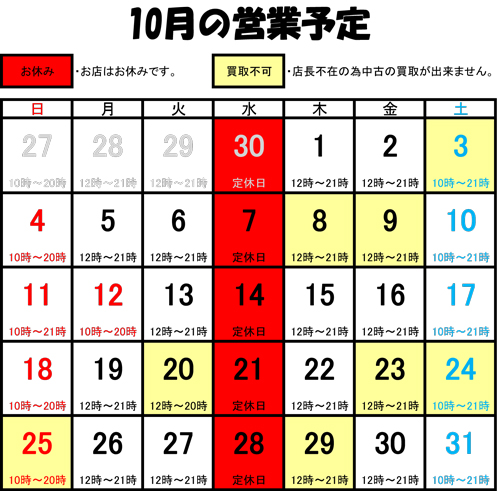 10月の営業予定
お休み ・お店はお休みです。 買取不可 ・店長不在の為中古の買取が出来ません。
日 月 火 水 木 金 土
27 28 29 30 1 2 3
10時～20時 12時～21時 12時～21時 定休日 12時～21時 12時～21時 10時～21時
4 5 6 7 8 9 10
10時～20時 12時～21時 12時～21時 定休日 12時～21時 12時～21時 10時～21時
11 12 13 14 15 16 17
10時～21時 10時～20時 12時～21時 定休日 12時～21時 12時～21時 10時～21時
18 19 20 21 22 23 24
10時～20時 12時～21時 12時～20時 定休日 12時～21時 12時～21時 10時～21時
25 26 27 28 29 30 31
10時～20時 12時～21時 12時～21時 定休日 12時～21時 12時～21時 10時～21時